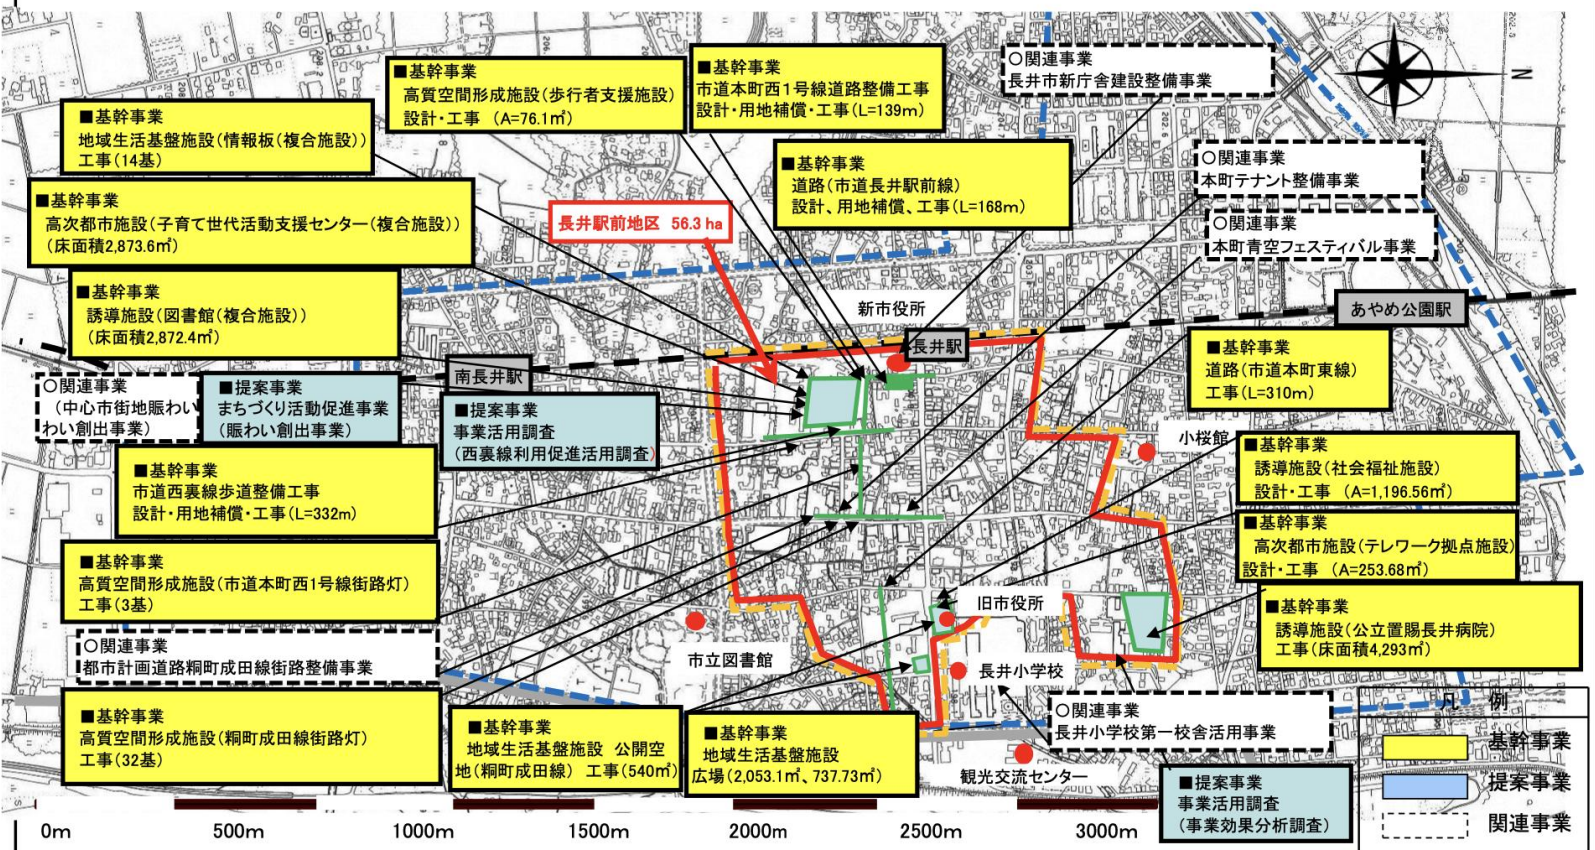 ■基幹事業
高質空間形成施設(歩行者支援施設)
設計・工事 (A=76.1㎡)
■基幹事業
市道本町西1号線道路整備工事
設計・用地補償・工事(L=139m)
○関連事業
長井市新庁舎建設整備事業
N
■基幹事業
地域生活基盤施設(情報板(複合施設))
工事(14基)
■基幹事業
道路(市道長井駅前線)
設計、用地補償、工事(L=168m)
○関連事業
本町テナント整備事業
■基幹事業
高次都市施設(子育て世代活動支援センター(複合施設))
(床面積2,873.6㎡)
長井駅前地区 56.3 ha
○関連事業
本町青空フェスティバル事業
■基幹事業
誘導施設(図書館(複合施設))
(床面積2,872.4㎡)
新市役所
長井駅
あやめ公園駅
南長井駅
■基幹事業
道路(市道本町東線)
工事(L=310m)
○関連事業
(中心市街地賑わい
わい創出事業)
■提案事業
まちづくり活動促進事業
(賑わい創出事業)
■提案事業
事業活用調査
(西裏線利用促進活用調査)
小桜館
■基幹事業
誘導施設(社会福祉施設)
設計・工事 (A=1,196.56㎡)
■基幹事業
市道西裏線歩道整備工事
設計・用地補償・工事(L=332m)
■基幹事業
高次都市施設(テレワーク拠点施設)
設計・工事 (A=253.68㎡)
■基幹事業
高質空間形成施設(市道本町西1号線街路灯)
工事(3基)
旧市役所
■基幹事業
誘導施設(公立置賜長井病院)
工事(床面積4,293㎡)
○関連事業
都市計画道路粡町成田線街路整備事業
市立図書館
長井小学校
■基幹事業
高質空間形成施設(粡町成田線街路灯)
工事(32基)
■基幹事業
地域生活基盤施設 公開空
地(粡町成田線) 工事(540㎡)
■基幹事業
地域生活基盤施設
広場(2,053.1㎡、737.73㎡)
○関連事業
長井小学校第一校舎活用事業
観光交流センター
■提案事業
事業活用調査
(事業効果分析調査)
凡 例
基幹事業
提案事業
関連事業
0m 500m 1000m 1500m 2000m 2500m 3000m